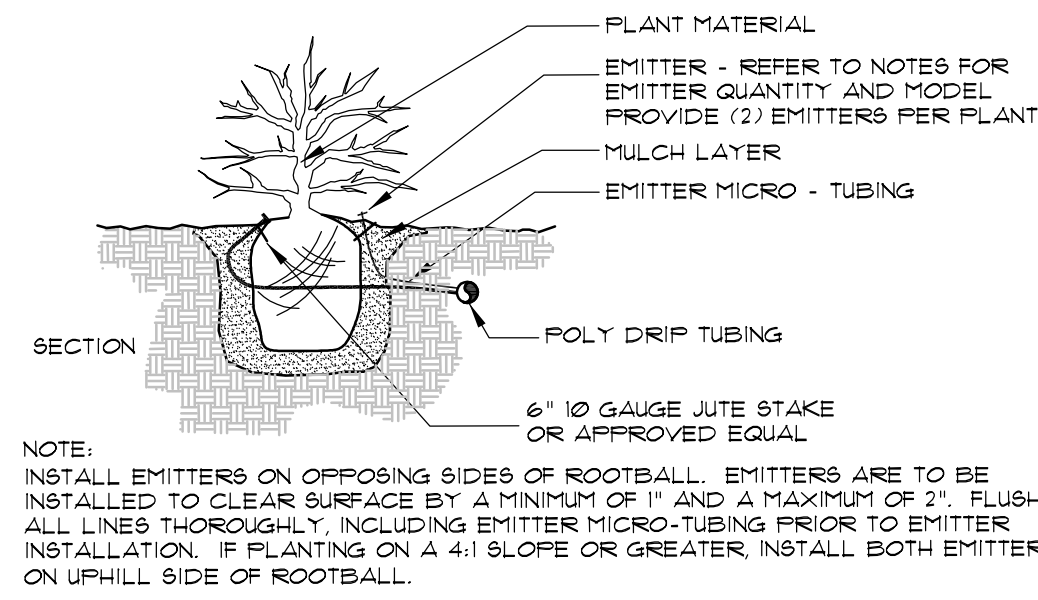 PLANT MATERIAL
EMITTER - REFER TO NOTES FOR
EMITTER QUANTITY AND MODEL
PROVIDE (2) EMITTERS PER PLANT
MULCH LAYER
EMITTER MICRO - TUBING
POLY DRIP TUBING
SECTION
6" 10 GAUGE JUTE STAKE
OR APPROVED EQUAL
NOTE:
INSTALL EMITTERS ON OPPOSING SIDES OF ROOTBALL. EMITTERS ARE TO BE
INSTALLED TO CLEAR SURFACE BY A MINIMUM OF 1" AND A MAXIMUM OF 2". FLUSH
ALL LINES THOROUGHLY, INCLUDING EMITTER MICRO-TUBING PRIOR TO EMITTER
INSTALLATION. IF PLANTING ON A 4:1 SLOPE OR GREATER, INSTALL BOTH EMITTER
ON UPHILL SIDE OF ROOTBALL.